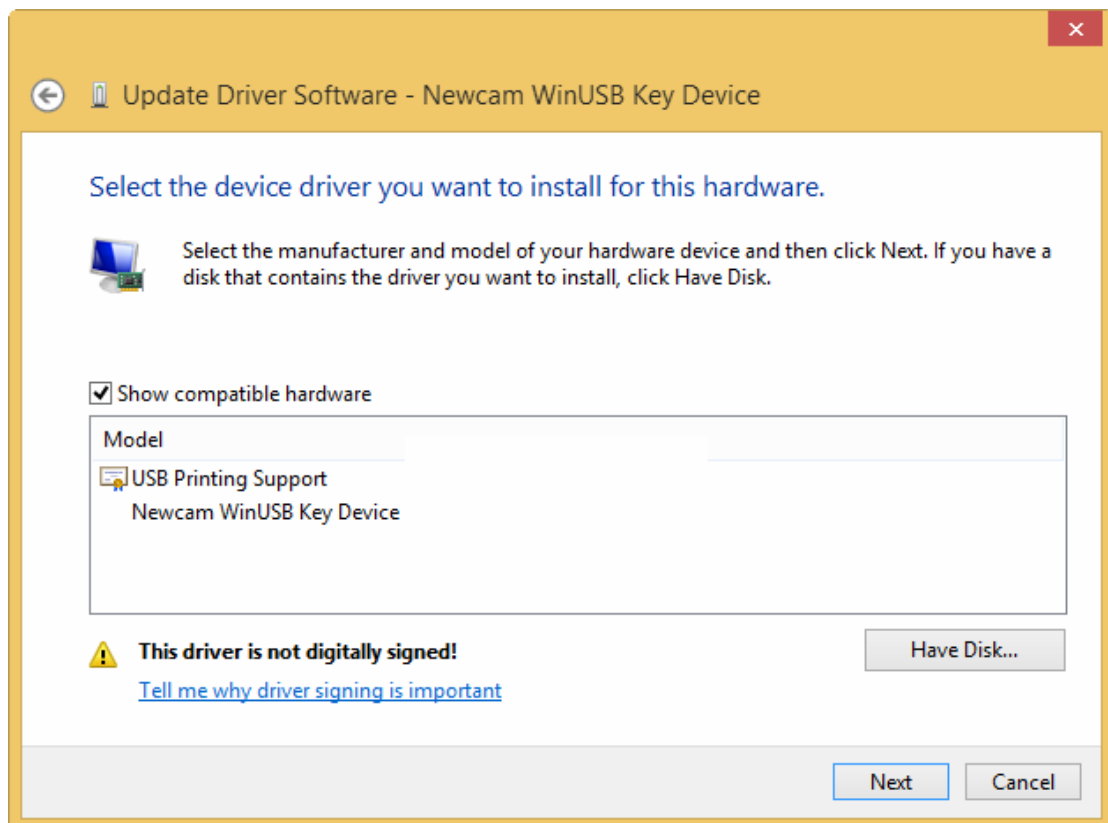 Update Driver Software - Newcam WinUSB Key Device
Select the device driver you want to install for this hardware.
Select the manufacturer and model of your hardware device and then click Next. If you have a
disk that contains the driver you want to install, click Have Disk.
Show compatible hardware
Model
USB Printing Support
Newcam WinUSB Key Device
This driver is not digitally signed!
Have Disk...
Tell me why driver signing is important
Next
Cancel